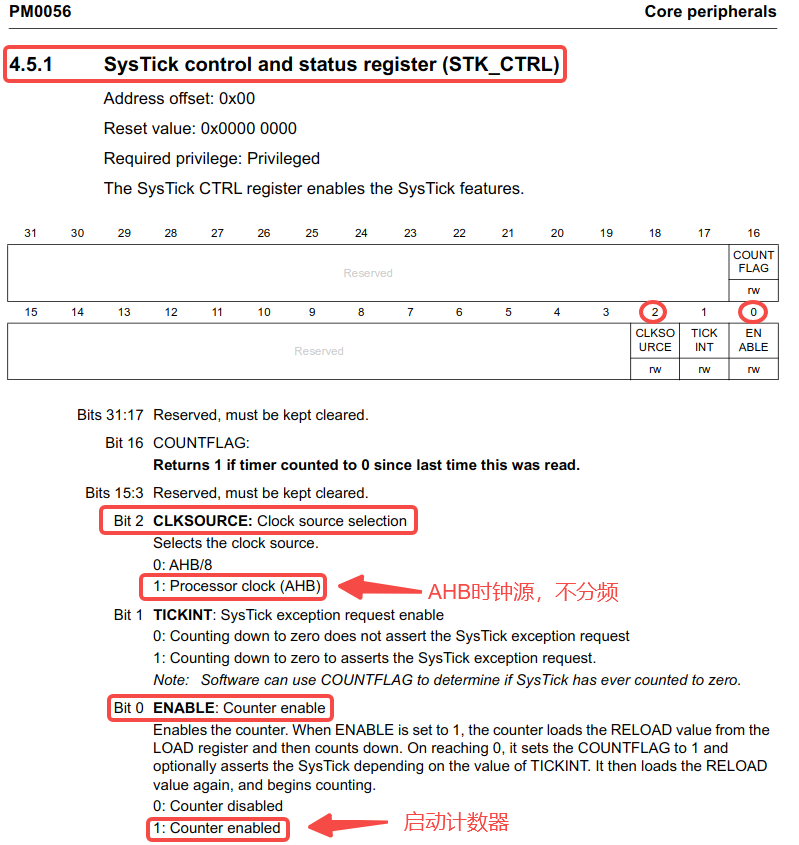 PM0056 Core peripherals
4.5.1 SysTick control and status register (STK_CTRL)
Address offset: 0x00
Reset value: 0x0000 0000
Required privilege: Privileged
The SysTick CTRL register enables the SysTick features.
31 30 29 28 27 26 25 24 23 22 21 20 19 18 17 16
Reserved
COUNT
FLAG
rw
15 14 13 12 11 10 9 8 7 6 5 4 3 2 1 0
Reserved
CLKSO TICK EN
URCE INT ABLE
rw rw rw
Bits 31:17 Reserved, must be kept cleared.
Bit 16 COUNTFLAG:
Returns 1 if timer counted to 0 since last time this was read.
Bits 15:3 Reserved, must be kept cleared.
Bit 2 CLKSOURCE: Clock source selection
Selects the clock source.
0: AHB/8
1: Processor clock (AHB)
AHB时钟源，不分频
Bit 1 TICKINT: SysTick exception request enable
0: Counting down to zero does not assert the SysTick exception request
1: Counting down to zero to asserts the SysTick exception request.
Note: Software can use COUNTFLAG to determine if SysTick has ever counted to zero.
Bit 0 ENABLE: Counter enable
Enables the counter. When ENABLE is set to 1, the counter loads the RELOAD value from the
LOAD register and then counts down. On reaching 0, it sets the COUNTFLAG to 1 and
optionally asserts the SysTick depending on the value of TICKINT. It then loads the RELOAD
value again, and begins counting.
0: Counter disabled
1: Counter enabled
启动计数器